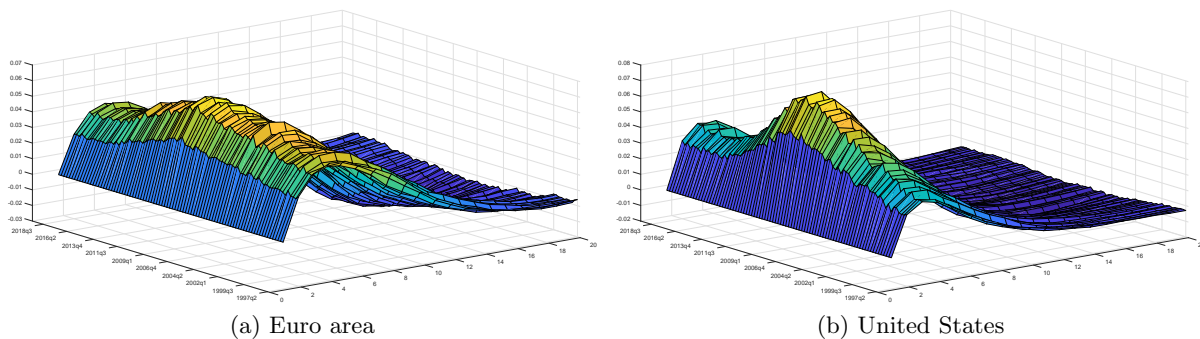 0.07
0.06
0.05
0.04
0.03
0.02
0.01
0
-0.01
-0.02
-0.03
2018q3
2016q2
2013q4
2011q3
2009q1
2006q4
2004q2
2002q1
1999q3
1997q2
0
2
4
6
8
10
12
14
16
18
20
(a) Euro area
0.08
0.07
0.06
0.05
0.04
0.03
0.02
0.01
0
-0.01
-0.02
2018q3
2016q2
2013q4
2011q3
2009q1
2006q4
2004q2
2002q1
1999q3
1997q2
0
2
4
6
8
10
12
14
16
18
(b) United States